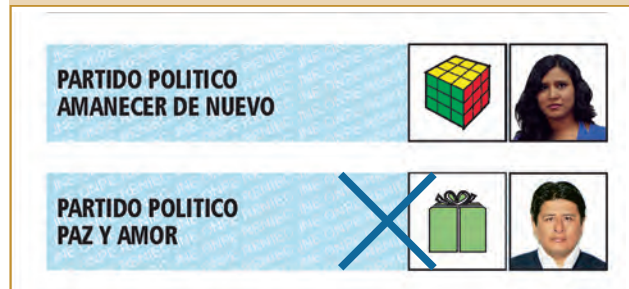 PARTIDO POLITICO
AMANECER DE NUEVO
PARTIDO POLITICO
PAZ Y AMOR